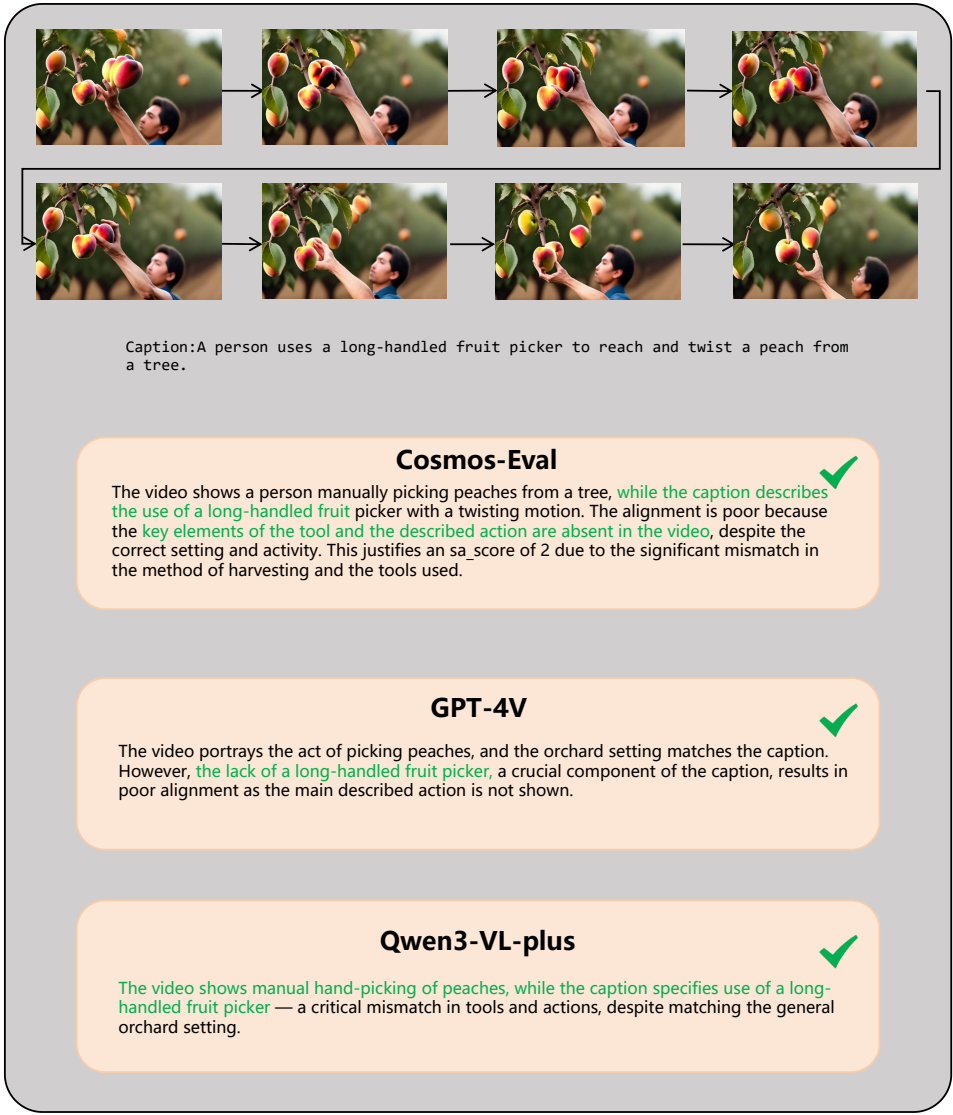 Caption:A person uses a long-handled fruit picker to reach and twist a peach from
a tree.
Cosmos-Eval
The video shows a person manually picking peaches from a tree, while the caption describes
the use of a long-handled fruit picker with a twisting motion. The alignment is poor because
the key elements of the tool and the described action are absent in the video, despite the
correct setting and activity. This justifies an sa_score of 2 due to the significant mismatch in
the method of harvesting and the tools used.
GPT-4V
The video portrays the act of picking peaches, and the orchard setting matches the caption.
However, the lack of a long-handled fruit picker, a crucial component of the caption, results in
poor alignment as the main described action is not shown.
Qwen3-VL-plus
The video shows manual hand-picking of peaches, while the caption specifies use of a long-
handled fruit picker — a critical mismatch in tools and actions, despite matching the general
orchard setting.